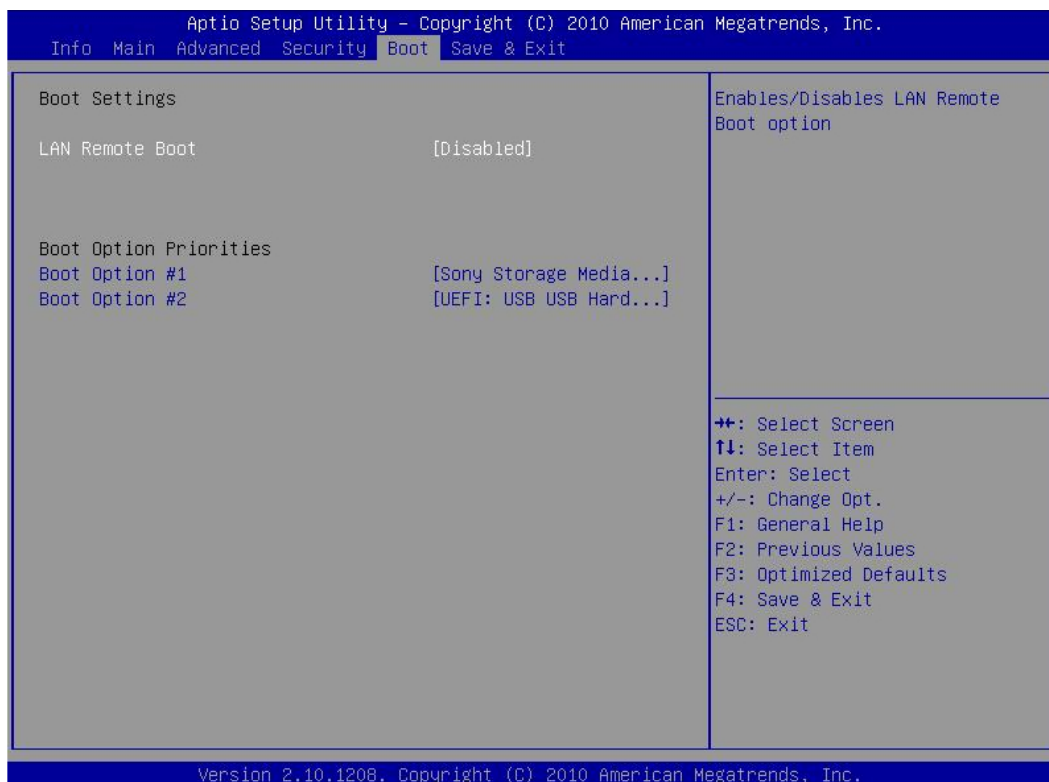 Aptio Setup Utility – Copyright (C) 2010 American Megatrends, Inc.
Info Main Advanced Security Boot Save & Exit
Boot Settings
LAN Remote Boot [Disabled]
Boot Option Priorities
Boot Option #1 [Sony Storage Media...]
Boot Option #2 [UEFI: USB USB Hard...]
Enables/Disables LAN Remote
Boot option
→←: Select Screen
↑↓: Select Item
Enter: Select
+/-: Change Opt.
F1: General Help
F2: Previous Values
F3: Optimized Defaults
F4: Save & Exit
ESC: Exit
Version 2.10.1208. Copyright (C) 2010 American Megatrends, Inc.